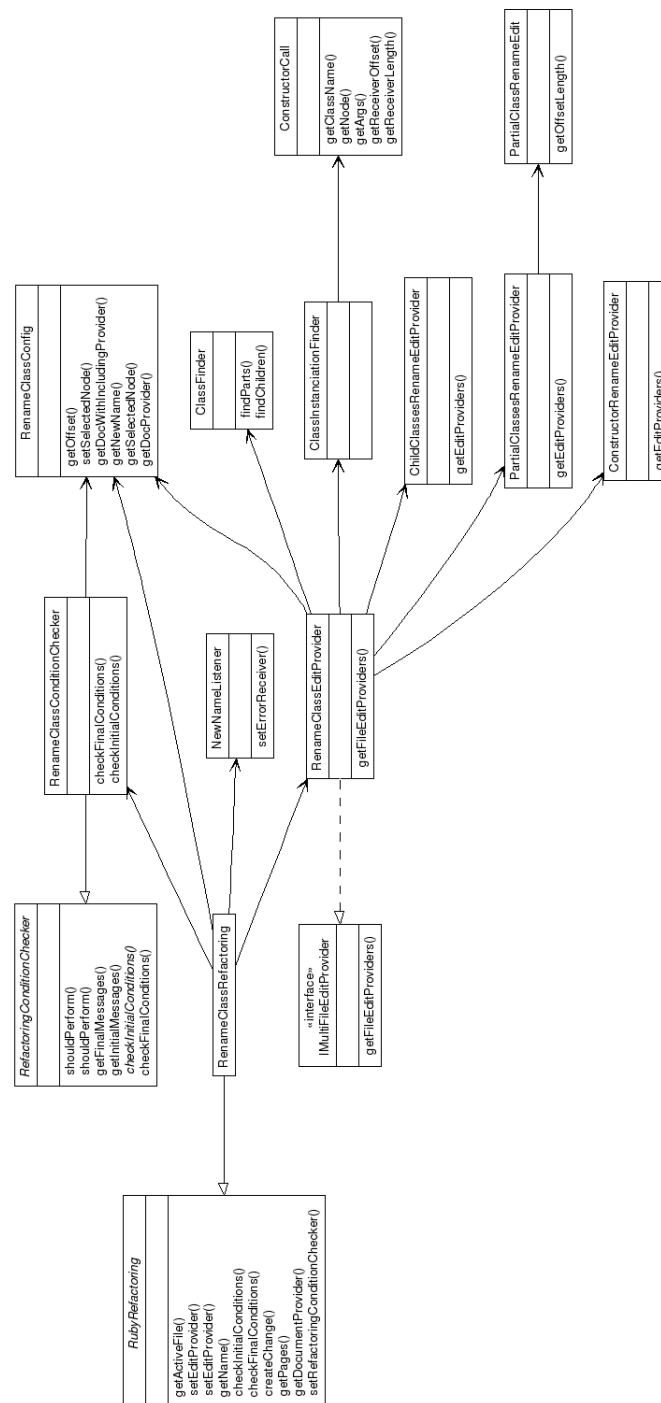 ConstructorCall
getClassName()
getNode()
getArgs()
getReceiverOffset()
getReceiverLength()
PartialClassRenameEdit
getOffsetLength()
RenameClassConfig
getOffset()
setSelectedNode()
getDocWithIncludingProvider()
getNewName()
getSelectedNode()
getDocProvider()
ClassFinder
findParts()
findChildren()
ClassInstanciationFinder
ChildClassesRenameEditProvider
getEditProviders()
PartialClassesRenameEditProvider
getEditProviders()
ConstructorRenameEditProvider
getEditProviders()
RenameClassConditionChecker
checkFinalConditions()
checkInitialConditions()
NewNameListener
setErrorReceiver()
RenameClassEditProvider
getFileEditProviders()
RefactoringConditionChecker
shouldPerform()
shouldPerform()
getFinalMessages()
getInitialMessages()
checkInitialConditions()
checkFinalConditions()
RenameClassRefactoring
«interface»
IMultiFileEditProvider
getFileEditProviders()
RubyRefactoring
getActiveFile()
setEditProvider()
setEditProvider()
getName()
checkInitialConditions()
checkFinalConditions()
createChange()
getPages()
getDocumentProvider()
setRefactoringConditionChecker()